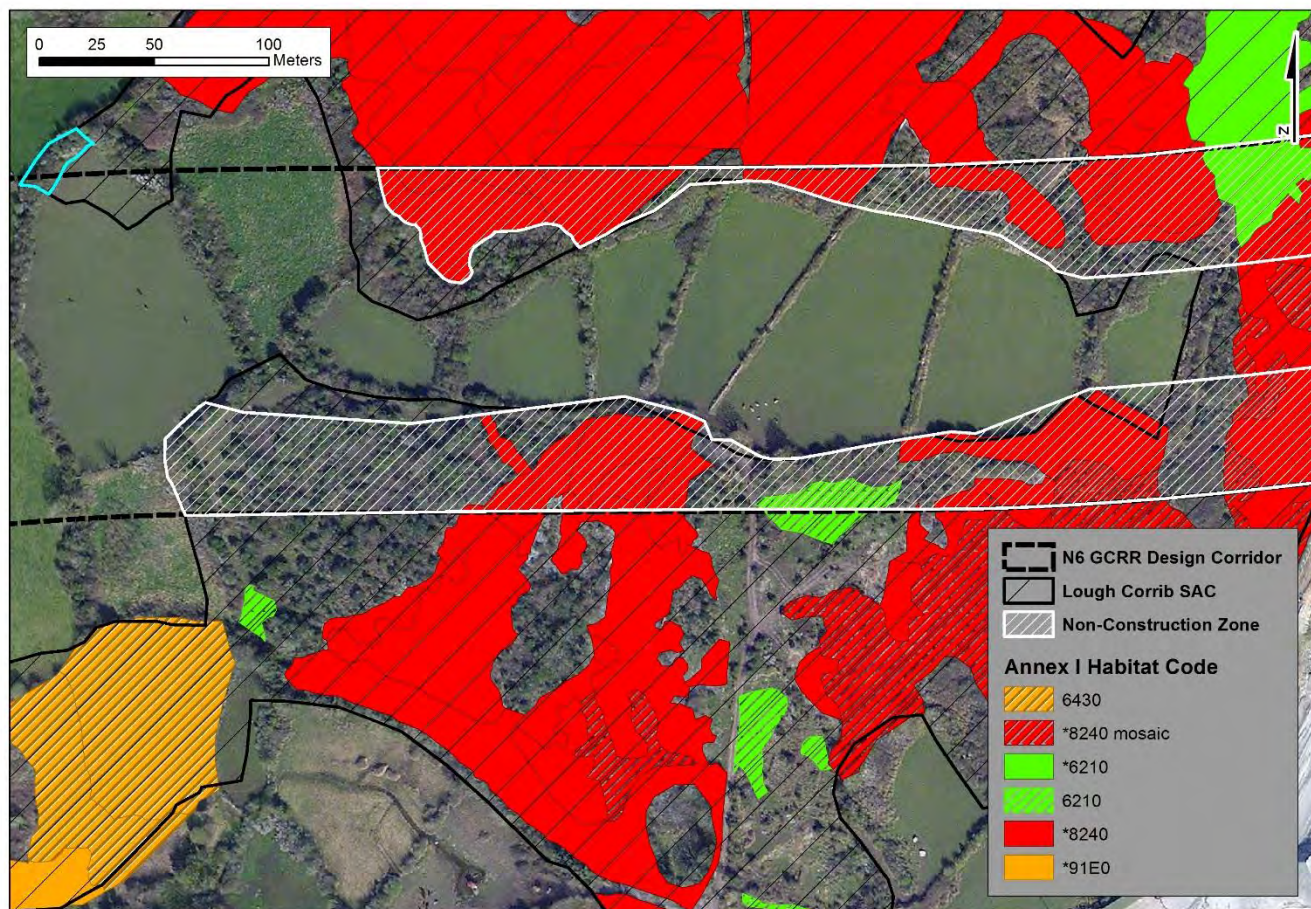 0 25 50 100
Meters
N
N6 GCRR Design Corridor
Lough Corrib SAC
Non-Construction Zone
Annex I Habitat Code
6430
*8240 mosaic
*6210
6210
*8240
*91E0